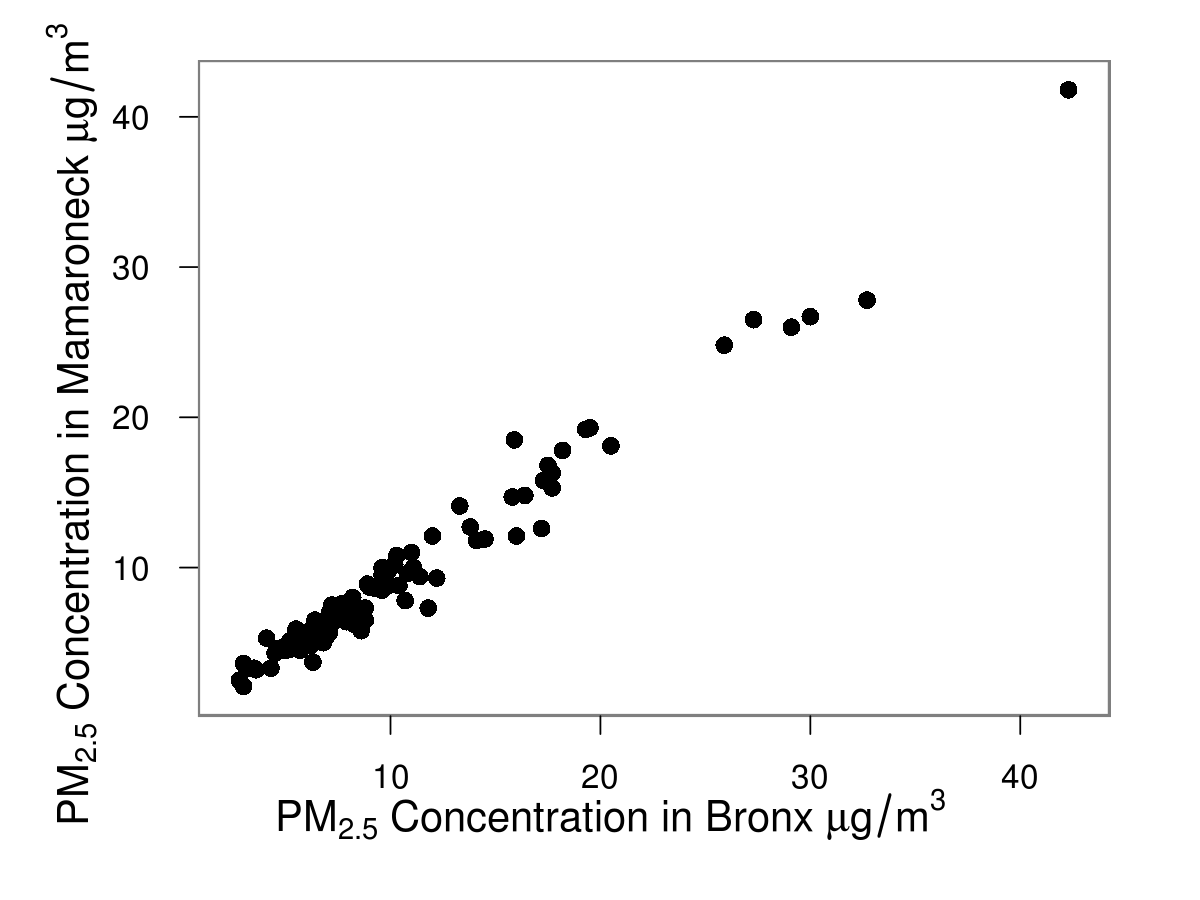 PM₂.₅ Concentration in Mamaroneck μg/m³
40
30
20
10
10 20 30 40
PM₂.₅ Concentration in Bronx μg/m³